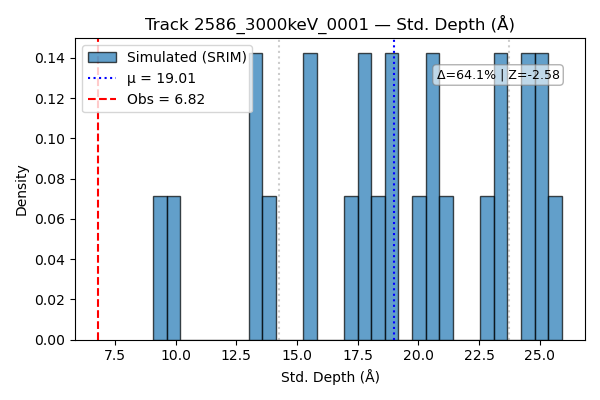 Track 2586_3000keV_0001 — Std. Depth (Å)
Simulated (SRIM)
μ = 19.01
Obs = 6.82
Δ=64.1% | Z=-2.58
Density
0.14
0.12
0.10
0.08
0.06
0.04
0.02
0.00
7.5 10.0 12.5 15.0 17.5 20.0 22.5 25.0
Std. Depth (Å)